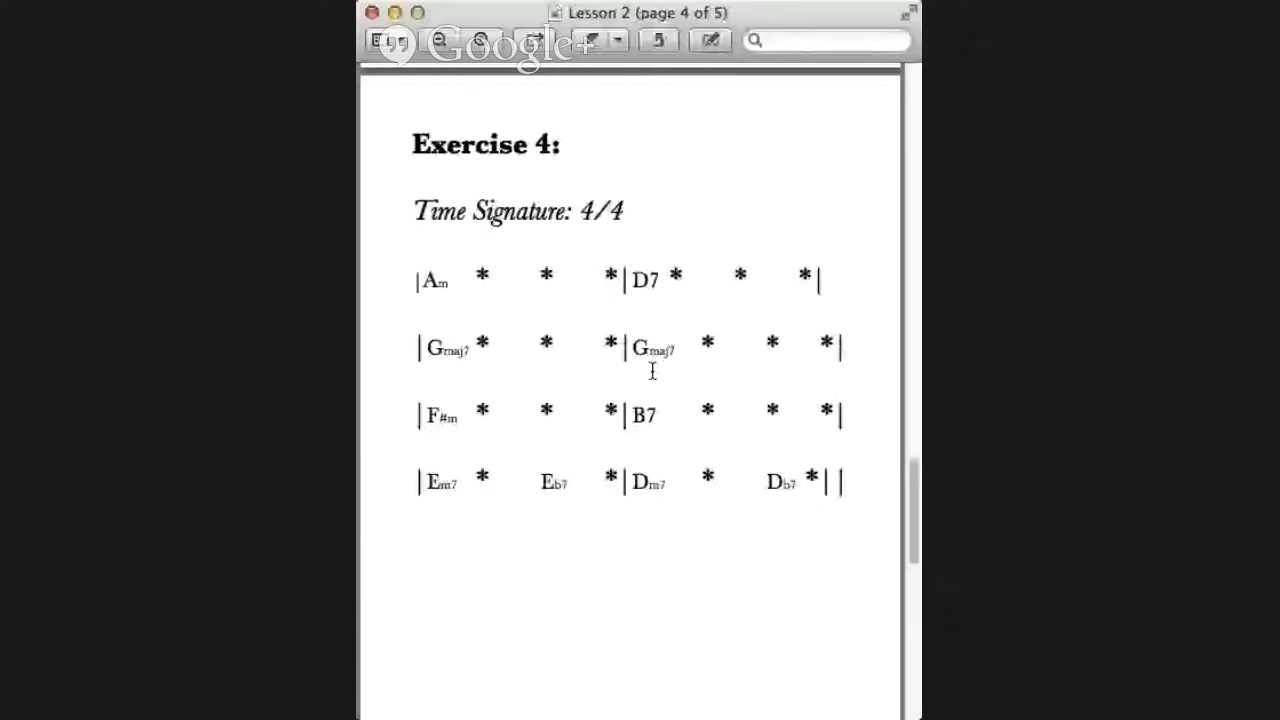 Lesson 2 (page 4 of 5)
Google+
Exercise 4:
Time Signature: 4/4
|Am * * *|D7 * * *|
|Gmaj7 * * *|Gmaj7 * * *|
|F#m * * *|B7 * * *|
|Em7 * Eb7 *|Dm7 * Db7 *||